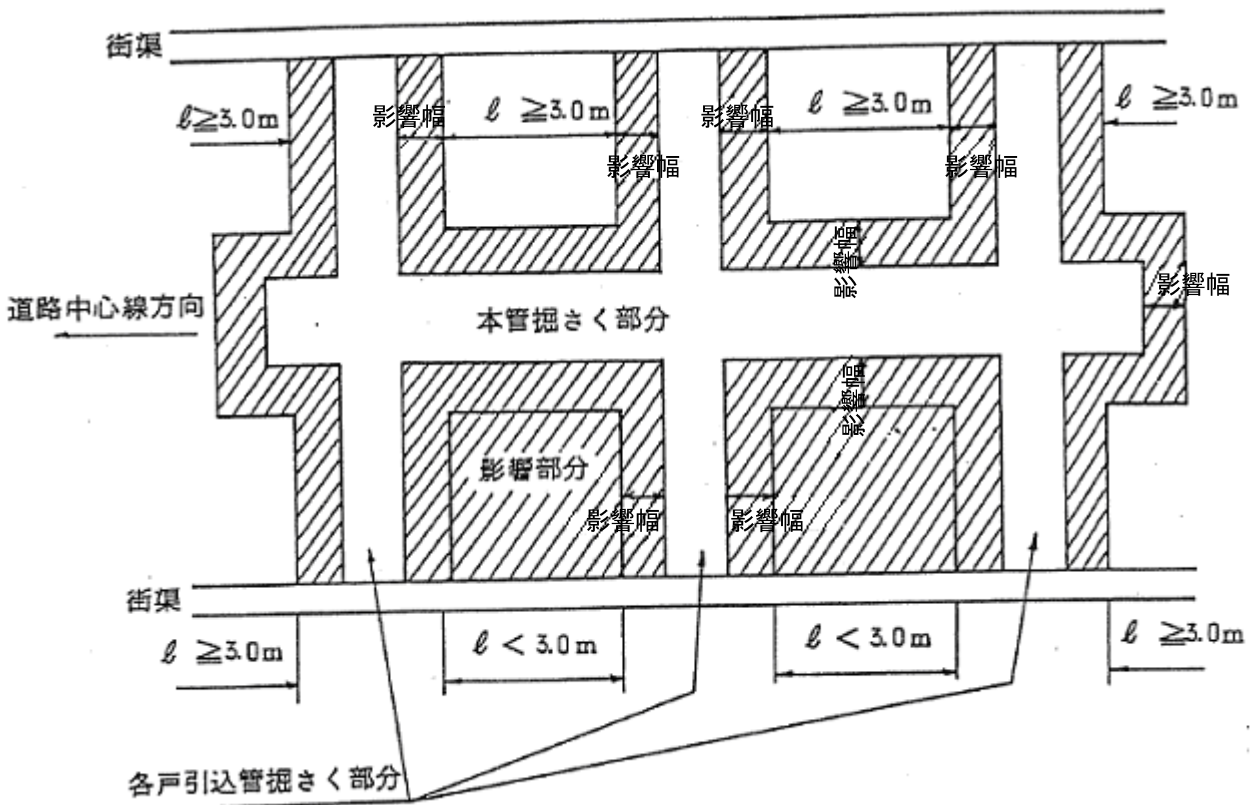 街渠
ℓ≧3.0m
影響幅
ℓ ≧3.0m
影響幅
影響幅
ℓ ≧3.0m
影響幅
ℓ ≧3.0m
影響幅
影響幅
道路中心線方向
本管掘さく部分
影響幅
影響部分
影響幅
影響幅
街渠
ℓ ≧3.0m
ℓ < 3.0m
ℓ < 3.0m
ℓ ≧3.0m
各戸引込管掘さく部分